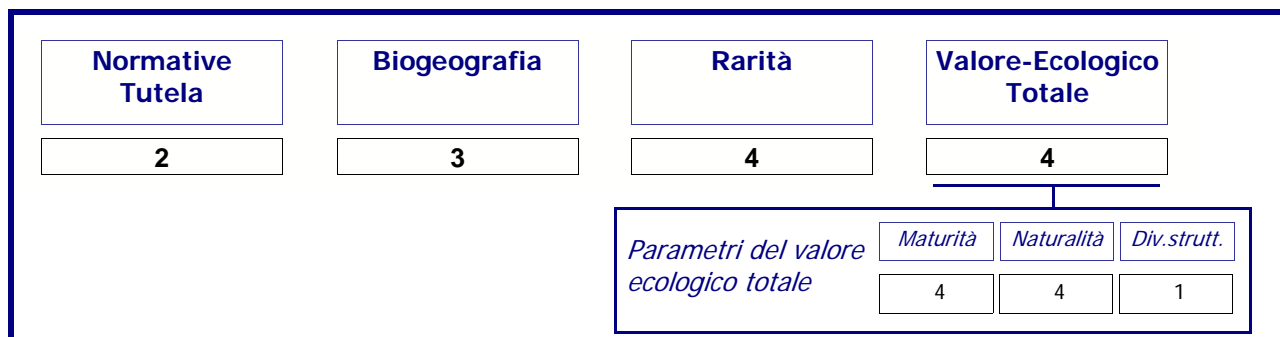 Normative
Tutela
Biogeografia
Rarità
Valore-Ecologico
Totale
2
3
4
4
Parametri del valore
ecologico totale
Maturità
Naturalità
Div.strutt.
4
4
1